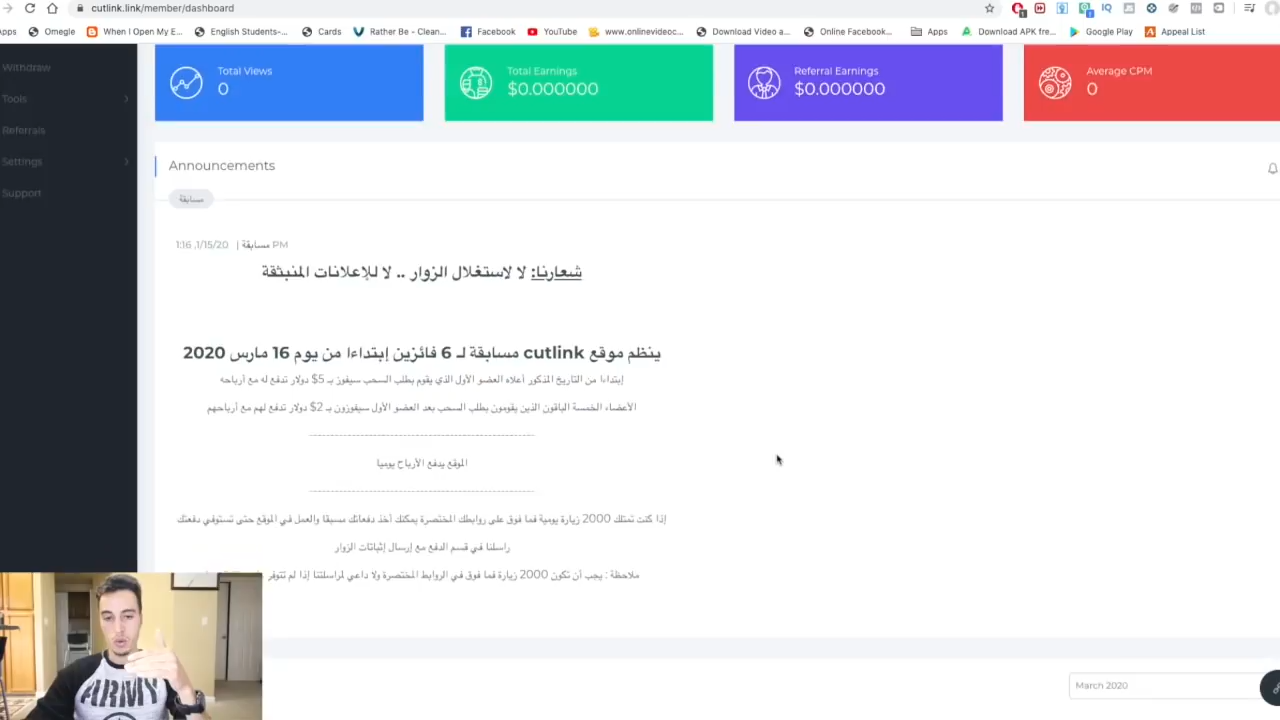 cutlink.link/member/dashboard
Omegle
When I Open My E...
English Students-...
Cards
Rather Be - Clean...
Facebook
YouTube
www.onlinevideoc...
Download Video a...
Online Facebook...
Apps
Download APK fre...
Google Play
Appeal List
Withdraw
Tools
Referrals
Settings
Support
Total Views
0
Total Earnings
$0.000000
Referral Earnings
$0.000000
Average CPM
0
Announcements
مسابقة
1:16 ,1/15/20 | مسابقة PM
شعارنا: لا لاستغلال الزوار .. لا للإعلانات المنبثقة
ينظم موقع cutlink مسابقة لـ 6 فائزين إبتداءا من يوم 16 مارس 2020
إبتداءا من التاريخ المذكور أعلاه العضو الأول الذي يقوم بطلب السحب سيفوز بـ 5$ دولار تدفع له مع أرباحه
الأعضاء الخمسة الباقون الذين يقومون بطلب السحب بعد العضو الأول سيفوزون بـ 2$ دولار تدفع لهم مع أرباحهم
الموقع يدفع الأرباح يوميا
إذا كنت تمتلك 2000 زيارة يومية فما فوق على روابطك المختصرة يمكنك أخذ دفعاتك مسبقا والعمل في الموقع حتى تستوفي دفعتك
راسلنا في قسم الدفع مع إرسال إثباتات الزوار
ملاحظة : يجب أن تكون 2000 زيارة فما فوق في الروابط المختصرة ولا داعي لمراسلتنا إذا لم تتوفر
March 2020
ARMY